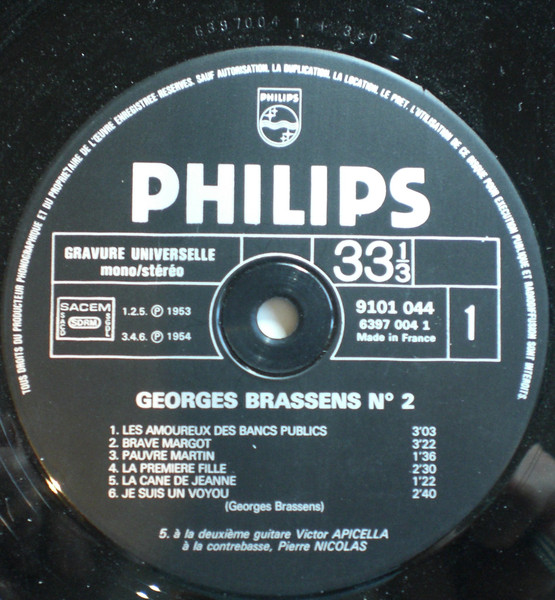 6397004 1 # 380
TOUS DROITS DU PRODUCTEUR PHONOGRAPHIQUE ET DU PROPRIETAIRE DE L'ŒUVRE ENREGISTREE RESERVES. SAUF AUTORISATION, LA DUPLICATION, LA LOCATION, LE PRET, L'UTILISATION DE CE DISQUE POUR EXECUTION PUBLIQUE ET RADIODIFFUSION SONT INTERDITS.
PHILIPS
PHILIPS
GRAVURE UNIVERSELLE
mono/stéréo
33 1/3
SACEM
SACD SDRM SGDL
1.2.5. Ⓟ 1953
3.4.6. Ⓟ 1954
9101 044
6397 004 1
Made in France
1
GEORGES BRASSENS N° 2
1. LES AMOUREUX DES BANCS PUBLICS 3'03
2. BRAVE MARGOT 3'22
3. PAUVRE MARTIN 1'36
4. LA PREMIERE FILLE 2'30
5. LA CANE DE JEANNE 1'22
6. JE SUIS UN VOYOU 2'40
(Georges Brassens)
5. à la deuxième guitare Victor APICELLA
à la contrebasse, Pierre NICOLAS